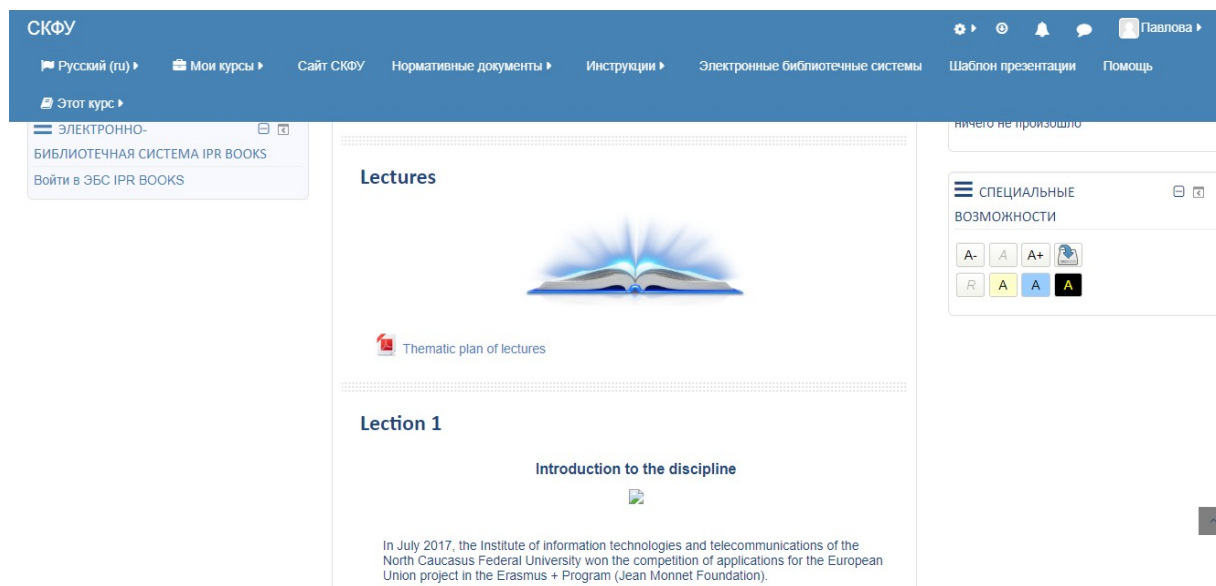 СКФУ
Павлова
Русский (ru)
Мои курсы
Сайт СКФУ
Нормативные документы
Инструкции
Электронные библиотечные системы
Шаблон презентации
Помощь
Этот курс
ЭЛЕКТРОННО-
БИБЛИОТЕЧНАЯ СИСТЕМА IPR BOOKS
Войти в ЭБС IPR BOOKS
Lectures
Thematic plan of lectures
Lection 1
Introduction to the discipline
In July 2017, the Institute of information technologies and telecommunications of the
North Caucasus Federal University won the competition of applications for the European
Union project in the Erasmus + Program (Jean Monnet Foundation).
ничего не произошло
СПЕЦИАЛЬНЫЕ
ВОЗМОЖНОСТИ
A- A A+
R A A A